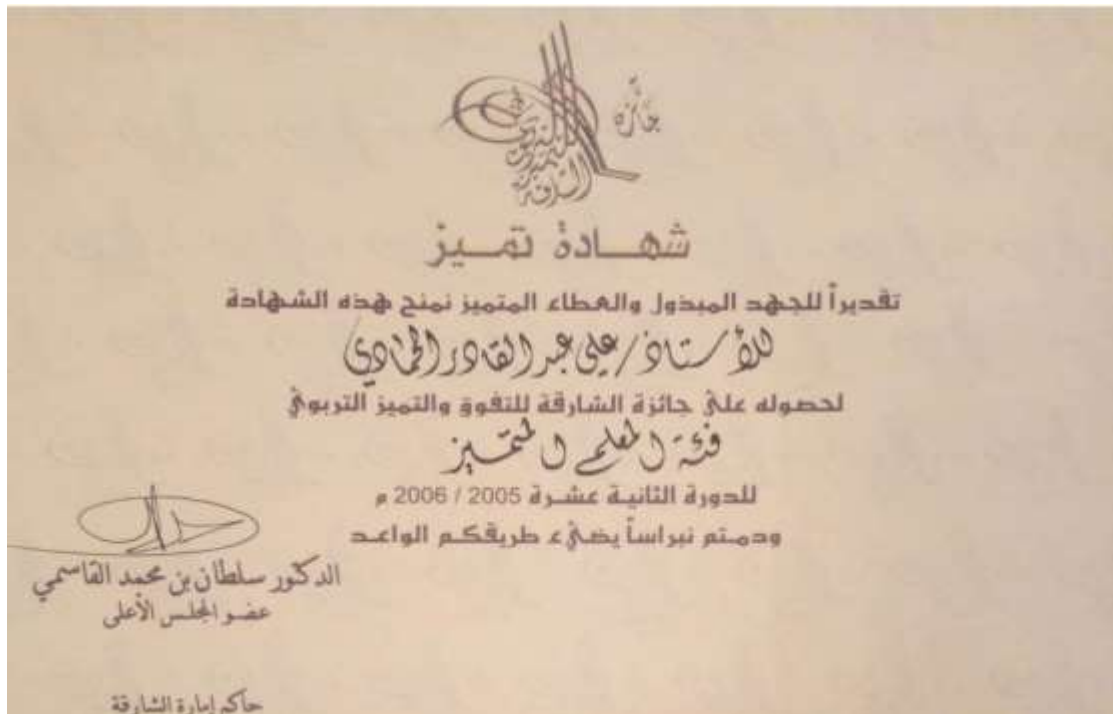 جائزة
الشارقة للتفوق والتميز التربوي
شهادة تميز
تقديراً للجهد المبذول والعطاء المتميز نمنح هذه الشهادة
للأستاذ / علي عبد القادر الحمادي
لحصوله على جائزة الشارقة للتفوق والتميز التربوي
فئة المعلم المتميز
للدورة الثانية عشرة 2005 / 2006 م
ودمتم نبراساً يضيء طريقكم الواعد
الدكتور سلطان بن محمد القاسمي
عضو المجلس الأعلى
حاكم إمارة الشارقة